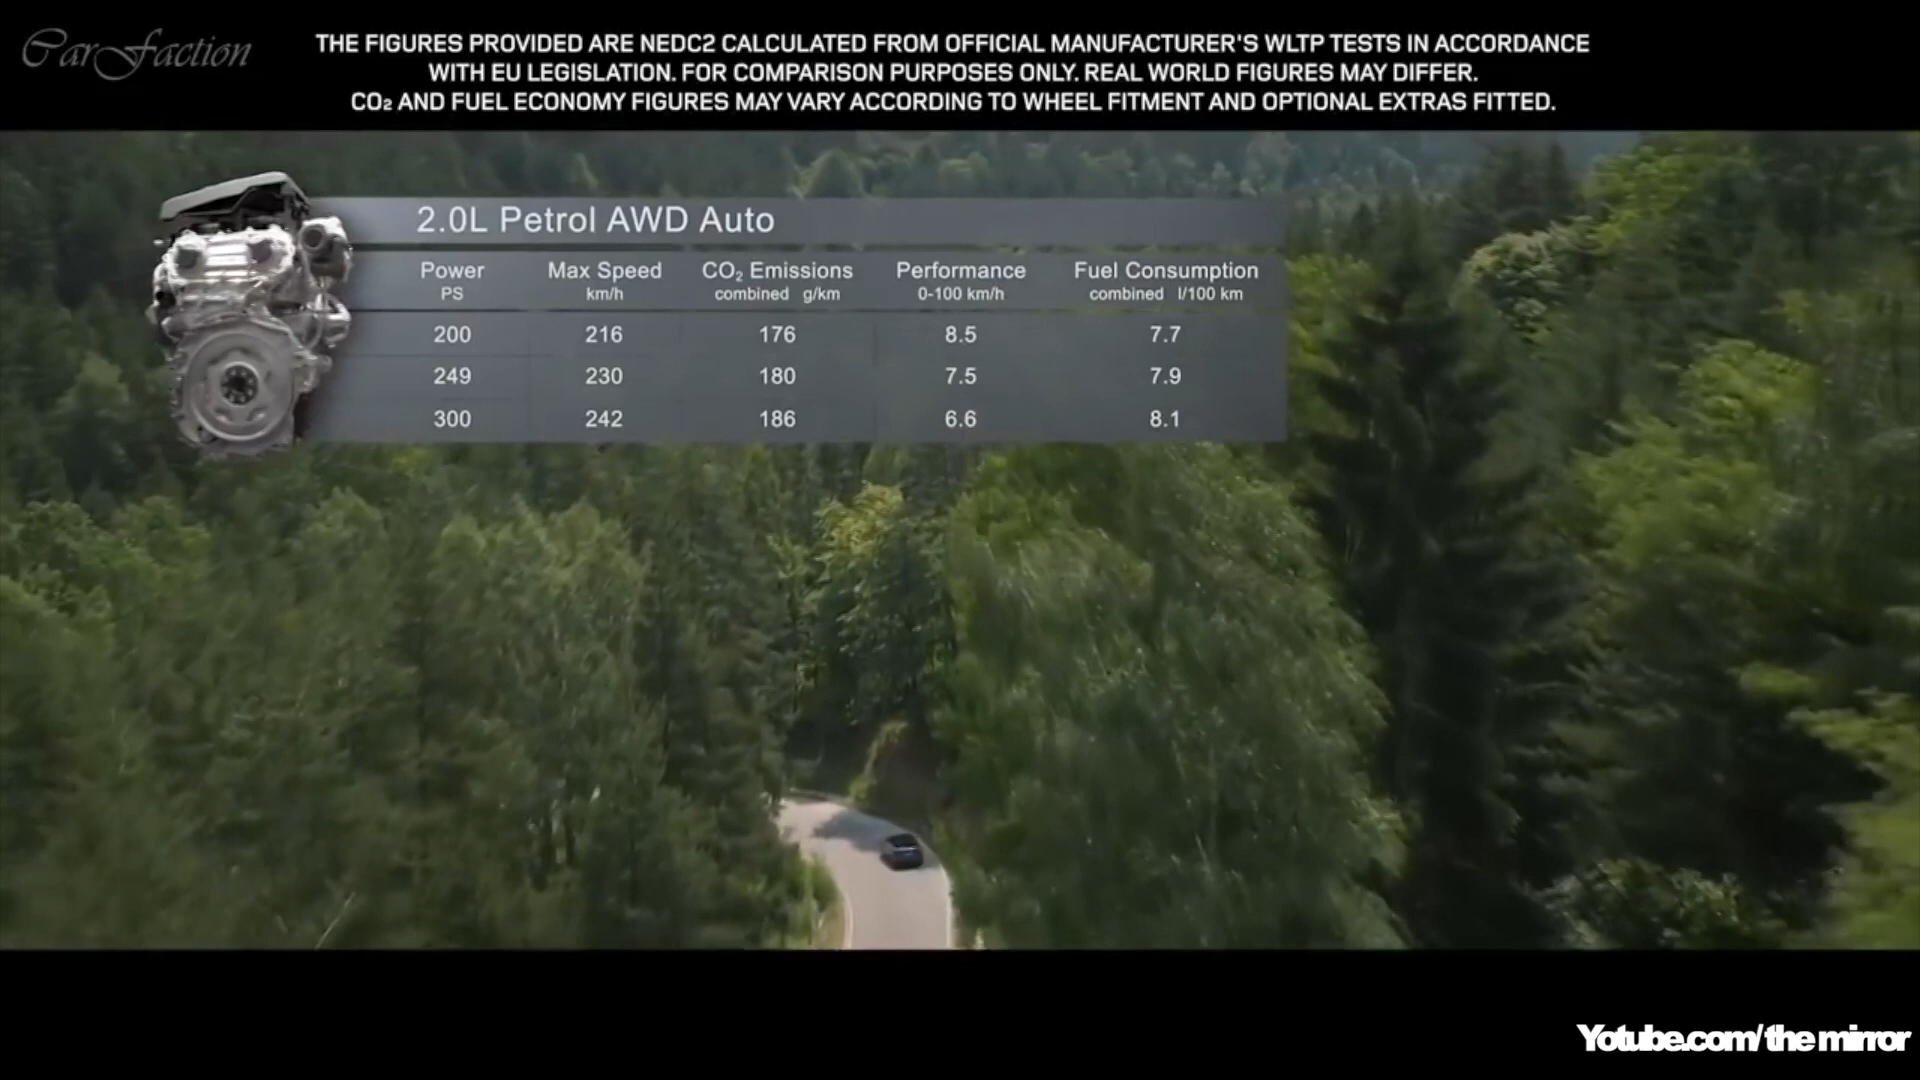 Car Faction
THE FIGURES PROVIDED ARE NEDC2 CALCULATED FROM OFFICIAL MANUFACTURER'S WLTP TESTS IN ACCORDANCE
WITH EU LEGISLATION. FOR COMPARISON PURPOSES ONLY. REAL WORLD FIGURES MAY DIFFER.
CO₂ AND FUEL ECONOMY FIGURES MAY VARY ACCORDING TO WHEEL FITMENT AND OPTIONAL EXTRAS FITTED.
2.0L Petrol AWD Auto
Power Max Speed CO₂ Emissions Performance Fuel Consumption
PS km/h combined g/km 0-100 km/h combined l/100 km
200 216 176 8.5 7.7
249 230 180 7.5 7.9
300 242 186 6.6 8.1
Yotube.com/the mirror